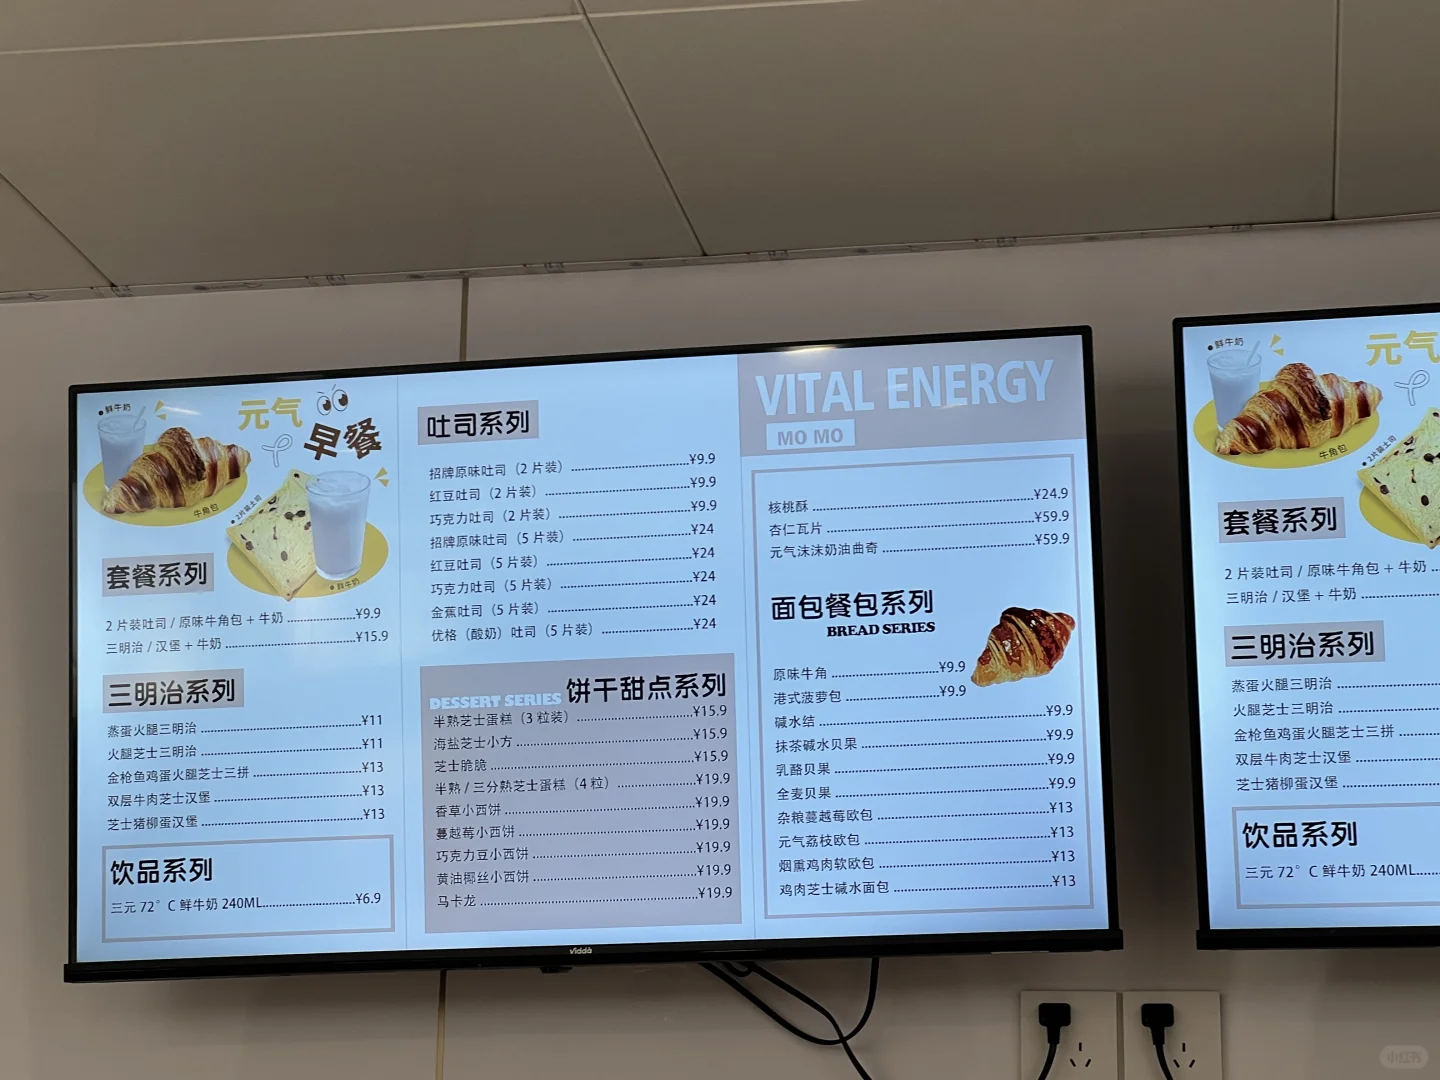 鲜牛奶
元气
早餐
牛角包
2片装土司
鲜牛奶
套餐系列
2 片装吐司 / 原味牛角包 + 牛奶 ¥9.9
三明治 / 汉堡 + 牛奶 ¥15.9
三明治系列
蒸蛋火腿三明治 ¥11
火腿芝士三明治 ¥11
金枪鱼鸡蛋火腿芝士三拼 ¥13
双层牛肉芝士汉堡 ¥13
芝士猪柳蛋汉堡 ¥13
饮品系列
三元 72°C 鲜牛奶 240ML ¥6.9
吐司系列
招牌原味吐司（2 片装） ¥9.9
红豆吐司（2 片装） ¥9.9
巧克力吐司（2 片装） ¥9.9
招牌原味吐司（5 片装） ¥24
红豆吐司（5 片装） ¥24
巧克力吐司（5 片装） ¥24
金蕉吐司（5 片装） ¥24
优格（酸奶）吐司（5 片装） ¥24
DESSERT SERIES 饼干甜点系列
半熟芝士蛋糕（3 粒装） ¥15.9
海盐芝士小方 ¥15.9
芝士脆脆 ¥15.9
半熟 / 三分熟芝士蛋糕（4 粒） ¥19.9
香草小西饼 ¥19.9
蔓越莓小西饼 ¥19.9
巧克力豆小西饼 ¥19.9
黄油椰丝小西饼 ¥19.9
马卡龙 ¥19.9
VITAL ENERGY
MO MO
核桃酥 ¥24.9
杏仁瓦片 ¥59.9
元气沫沫奶油曲奇 ¥59.9
面包餐包系列
BREAD SERIES
原味牛角 ¥9.9
港式菠萝包 ¥9.9
碱水结 ¥9.9
抹茶碱水贝果 ¥9.9
乳酪贝果 ¥9.9
全麦贝果 ¥9.9
杂粮蔓越莓欧包 ¥13
元气荔枝欧包 ¥13
烟熏鸡肉软欧包 ¥13
鸡肉芝士碱水面包 ¥13
Vidda
鲜牛奶
元气
牛角包
2片装土司
套餐系列
2 片装吐司 / 原味牛角包 + 牛奶
三明治 / 汉堡 + 牛奶
三明治系列
蒸蛋火腿三明治
火腿芝士三明治
金枪鱼鸡蛋火腿芝士三拼
双层牛肉芝士汉堡
芝士猪柳蛋汉堡
饮品系列
三元 72°C 鲜牛奶 240ML
小红书